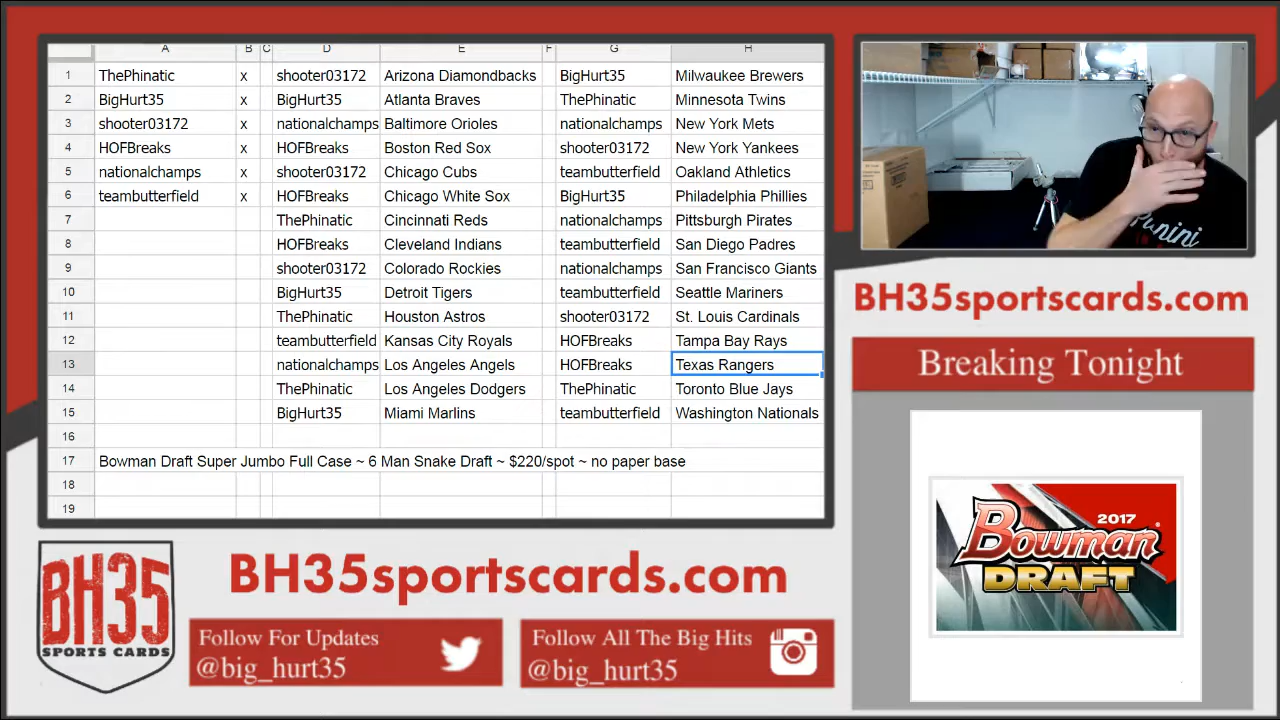 A B C D E F G H
1 ThePhinatic x shooter03172 Arizona Diamondbacks BigHurt35 Milwaukee Brewers
2 BigHurt35 x BigHurt35 Atlanta Braves ThePhinatic Minnesota Twins
3 shooter03172 x nationalchamps Baltimore Orioles nationalchamps New York Mets
4 HOFBreaks x HOFBreaks Boston Red Sox shooter03172 New York Yankees
5 nationalchamps x shooter03172 Chicago Cubs teambutterfield Oakland Athletics
6 teambutterfield x HOFBreaks Chicago White Sox BigHurt35 Philadelphia Phillies
7 ThePhinatic Cincinnati Reds nationalchamps Pittsburgh Pirates
8 HOFBreaks Cleveland Indians teambutterfield San Diego Padres
9 shooter03172 Colorado Rockies nationalchamps San Francisco Giants
10 BigHurt35 Detroit Tigers teambutterfield Seattle Mariners
11 ThePhinatic Houston Astros shooter03172 St. Louis Cardinals
12 teambutterfield Kansas City Royals HOFBreaks Tampa Bay Rays
13 nationalchamps Los Angeles Angels HOFBreaks Texas Rangers
14 ThePhinatic Los Angeles Dodgers ThePhinatic Toronto Blue Jays
15 BigHurt35 Miami Marlins teambutterfield Washington Nationals
16
17 Bowman Draft Super Jumbo Full Case ~ 6 Man Snake Draft ~ $220/spot ~ no paper base
18
19
Panini
BH35sportscards.com
Breaking Tonight
2017
Bowman
DRAFT
BH35
SPORTS CARDS
BH35sportscards.com
Follow For Updates
@big_hurt35
Follow All The Big Hits
@big_hurt35